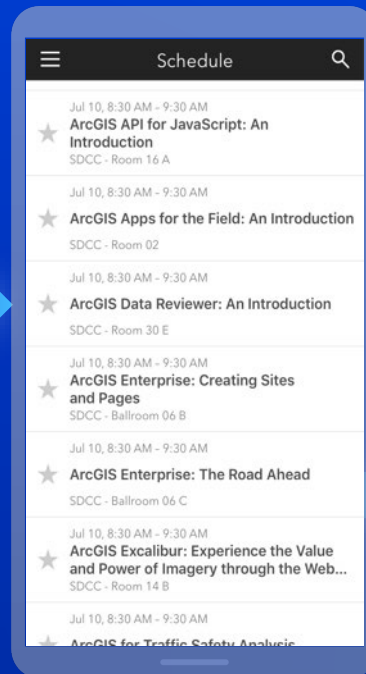 Schedule
Jul 10, 8:30 AM - 9:30 AM
ArcGIS API for JavaScript: An
Introduction
SDCC - Room 16 A
Jul 10, 8:30 AM - 9:30 AM
ArcGIS Apps for the Field: An Introduction
SDCC - Room 02
Jul 10, 8:30 AM - 9:30 AM
ArcGIS Data Reviewer: An Introduction
SDCC - Room 30 E
Jul 10, 8:30 AM - 9:30 AM
ArcGIS Enterprise: Creating Sites
and Pages
SDCC - Ballroom 06 B
Jul 10, 8:30 AM - 9:30 AM
ArcGIS Enterprise: The Road Ahead
SDCC - Ballroom 06 C
Jul 10, 8:30 AM - 9:30 AM
ArcGIS Excalibur: Experience the Value
and Power of Imagery through the Web...
SDCC - Room 14 B
Jul 10, 8:30 AM - 9:30 AM
ArcGIS for Traffic Safety Analysis